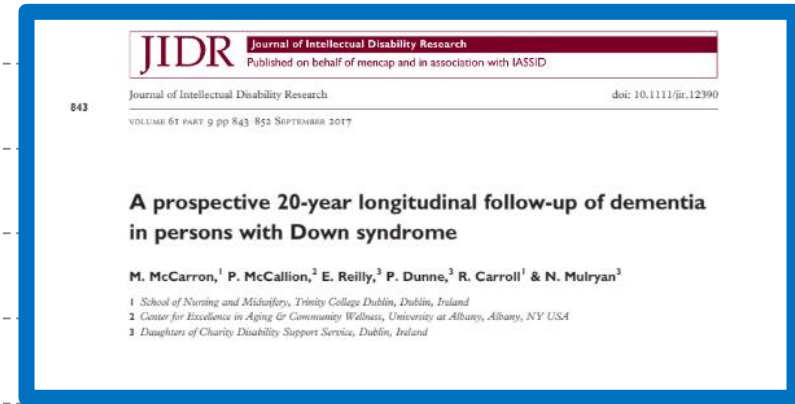 JIDR
Journal of Intellectual Disability Research
Published on behalf of mencap and in association with IASSID
Journal of Intellectual Disability Research doi: 10.1111/jir.12390
843
VOLUME 61 PART 9 pp 843–852 SEPTEMBER 2017
A prospective 20-year longitudinal follow-up of dementia
in persons with Down syndrome
M. McCarron,¹ P. McCallion,² E. Reilly,³ P. Dunne,³ R. Carroll¹ & N. Mulryan³
1 School of Nursing and Midwifery, Trinity College Dublin, Dublin, Ireland
2 Center for Excellence in Aging & Community Wellness, University at Albany, Albany, NY USA
3 Daughters of Charity Disability Support Service, Dublin, Ireland